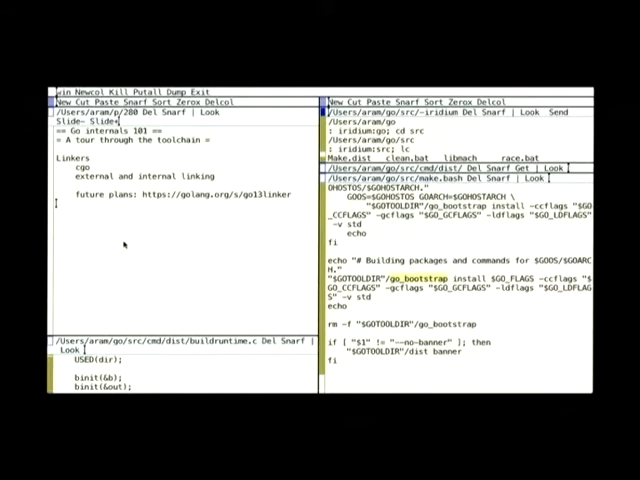 win Newcol Kill Putall Dump Exit
New Cut Paste Snarf Sort Zerox Delcol
/Users/aram/p/280 Del Snarf | Look
Slide- Slide+
== Go internals 101 ==
= A tour through the toolchain =
Linkers
cgo
external and internal linking
future plans: https://golang.org/s/go13linker
/Users/aram/go/src/cmd/dist/buildruntime.c Del Snarf |
Look
USED(dir);
binit(&b);
binit(&out);
New Cut Paste Snarf Sort Zerox Delcol
/Users/aram/go/src/-iridium Del Snarf | Look Send
/Users/aram/go
: iridium:go; cd src
/Users/aram/go/src
: iridium:src; lc
Make.dist clean.bat libmach race.bat
/Users/aram/go/src/cmd/dist/ Del Snarf Get | Look
/Users/aram/go/src/make.bash Del Snarf | Look
OHOSTOS/$GOHOSTARCH."
GOOS=$GOHOSTOS GOARCH=$GOHOSTARCH \
"$GOTOOLDIR"/go_bootstrap install -ccflags "$G
_CCFLAGS" -gcflags "$GO_GCFLAGS" -ldflags "$GO_LDFLAGS"
-v std
echo
fi
echo "# Building packages and commands for $GOOS/$GOARC
H."
"$GOTOOLDIR"/go_bootstrap install $GO_FLAGS -ccflags "$
GO_CCFLAGS" -gcflags "$GO_GCFLAGS" -ldflags "$GO_LDFLAG
S" -v std
echo
rm -f "$GOTOOLDIR"/go_bootstrap
if [ "$1" != "--no-banner" ]; then
"$GOTOOLDIR"/dist banner
fi